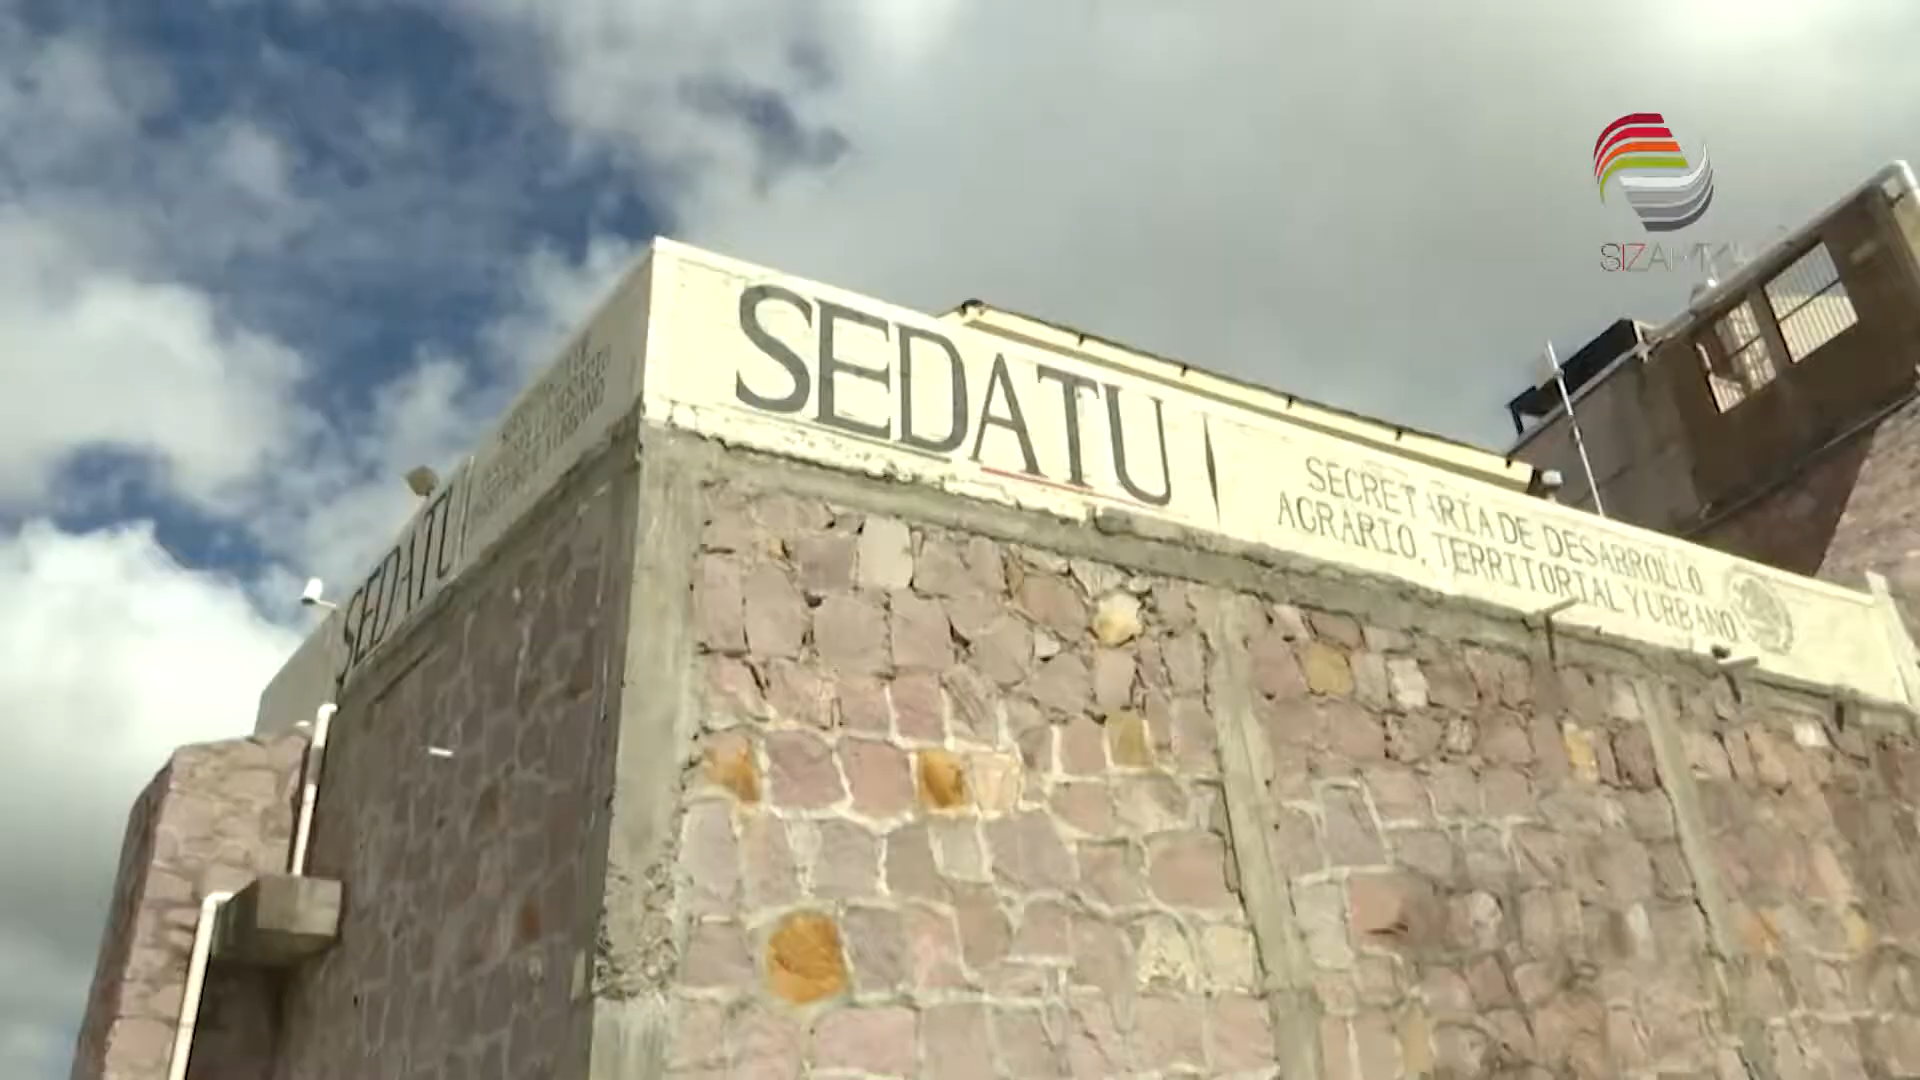 SEDATU
SECRETARÍA DE DESARROLLO
AGRARIO, TERRITORIAL Y URBANO
SEDATU